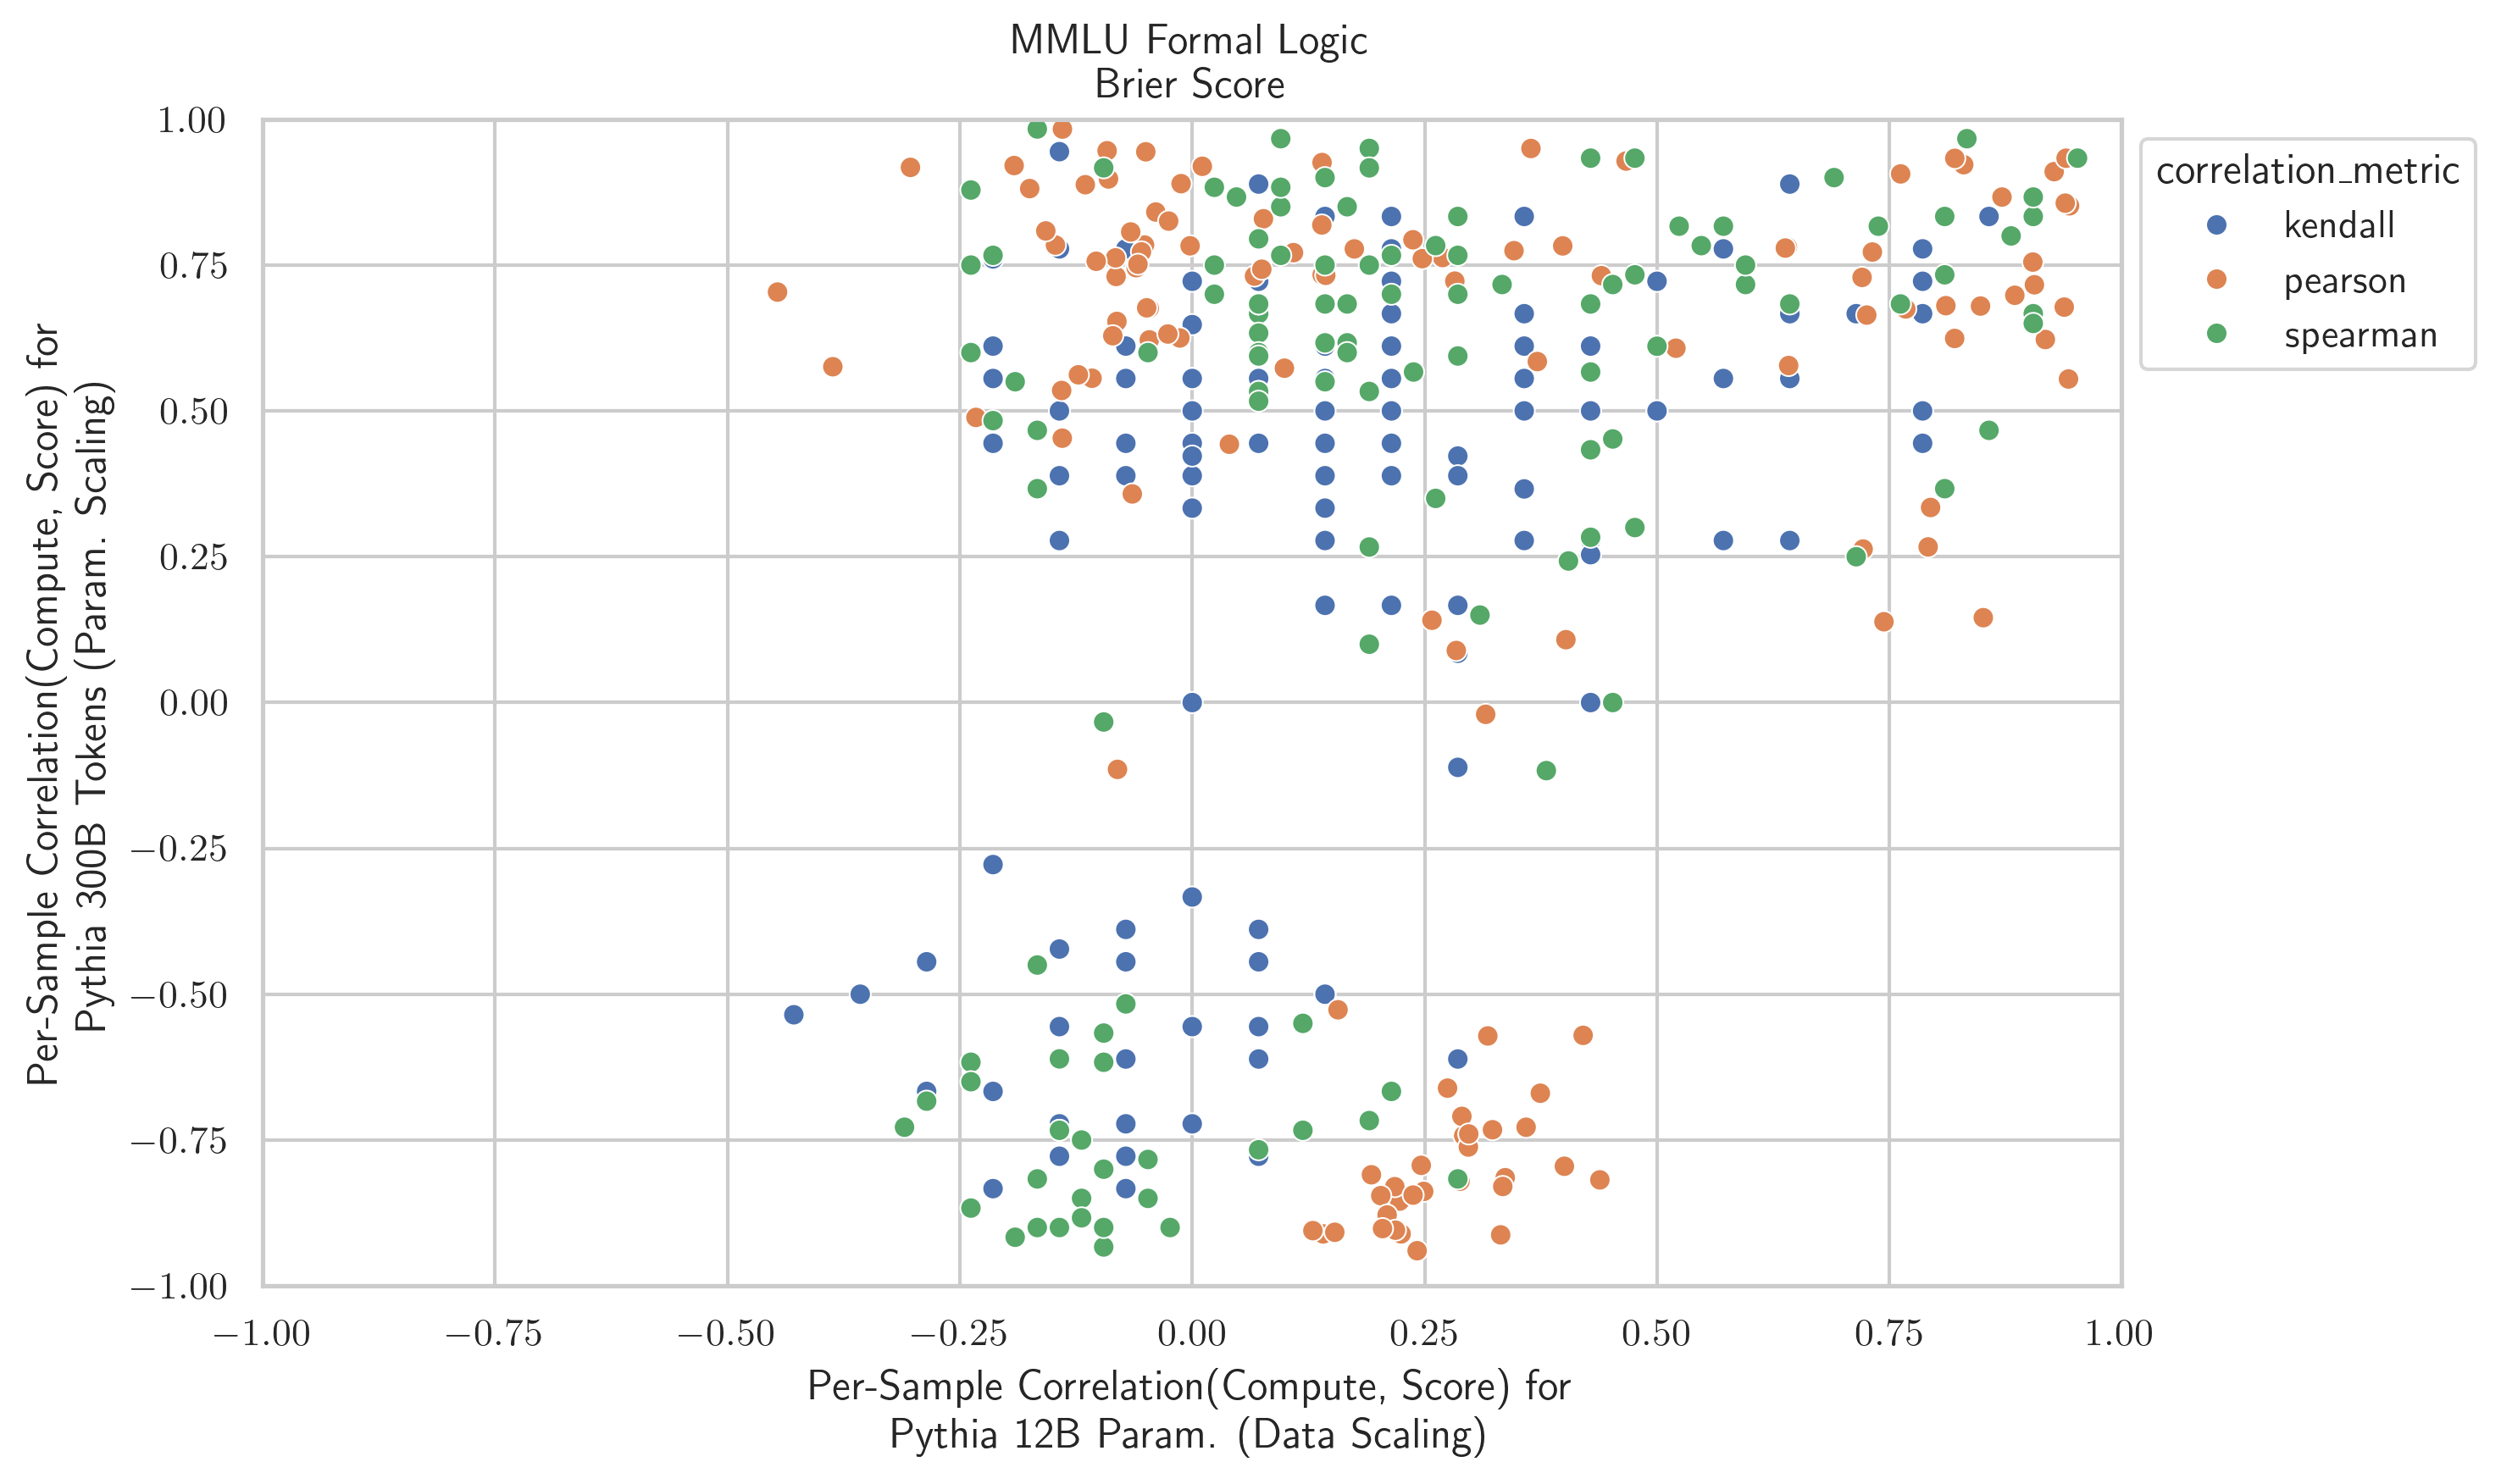 MMLU Formal Logic
Brier Score
1.00
0.75
0.50
0.25
0.00
−0.25
−0.50
−0.75
−1.00
Per-Sample Correlation(Compute, Score) for
Pythia 300B Tokens (Param. Scaling)
−1.00 −0.75 −0.50 −0.25 0.00 0.25 0.50 0.75 1.00
Per-Sample Correlation(Compute, Score) for
Pythia 12B Param. (Data Scaling)
correlation_metric
kendall
pearson
spearman